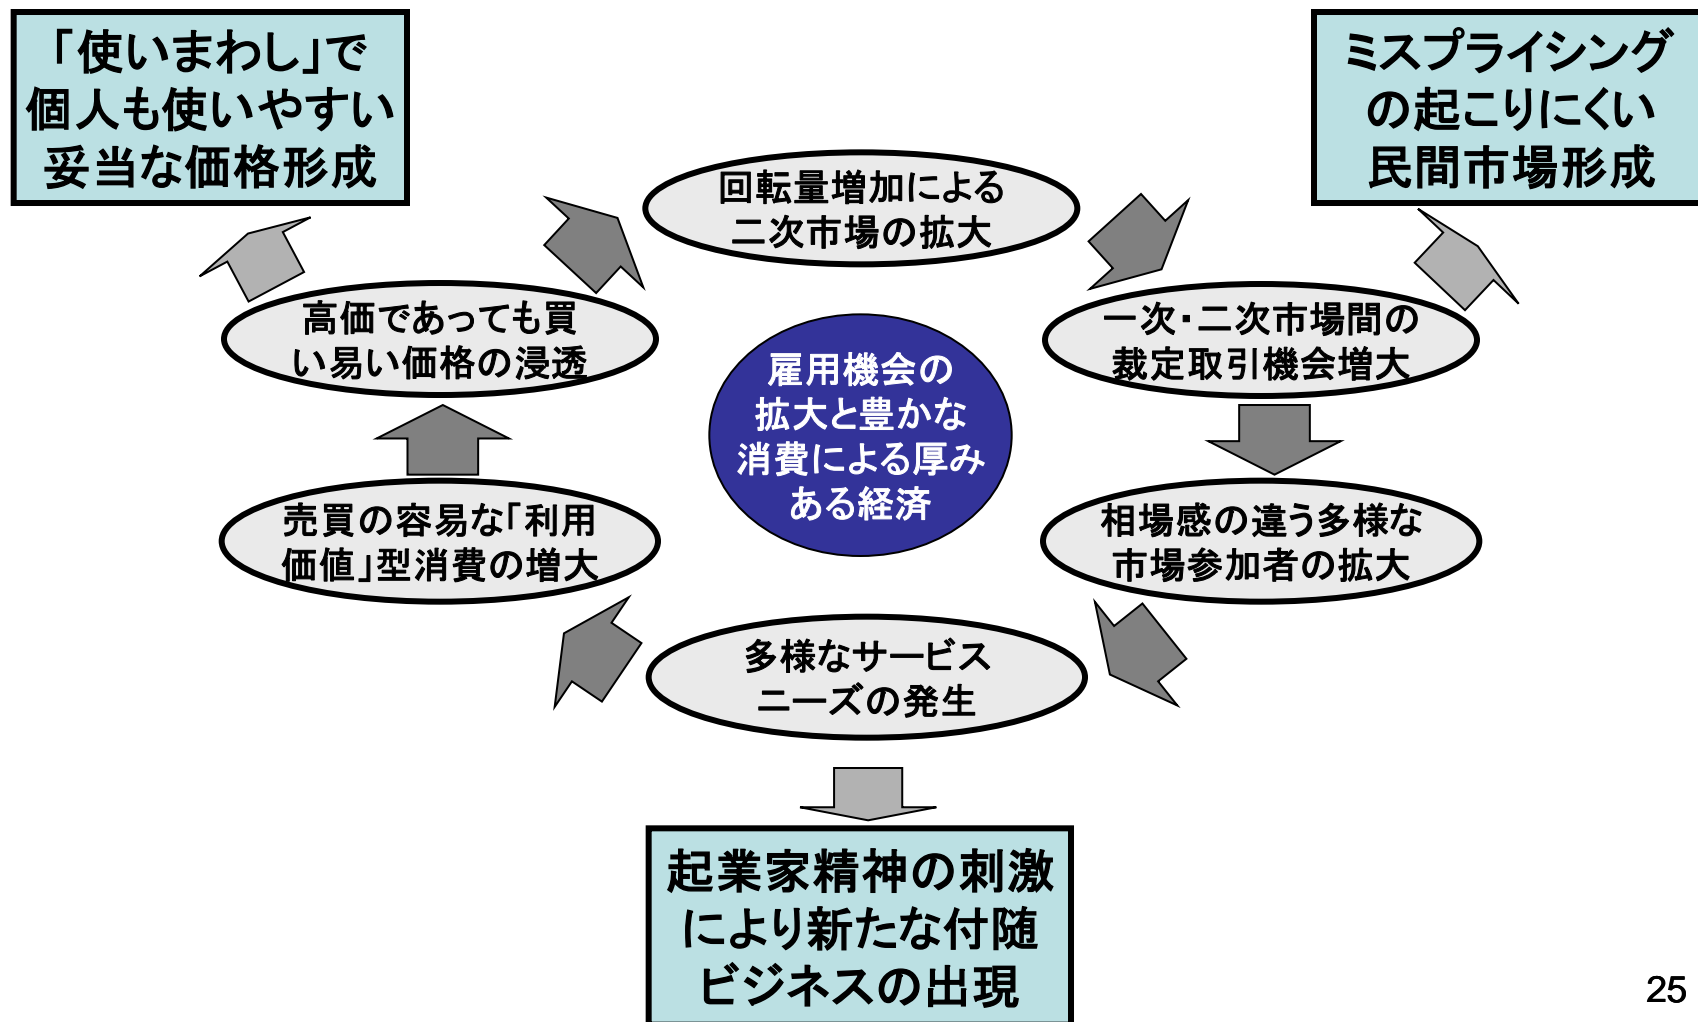 「使いまわし」で
個人も使いやすい
妥当な価格形成
ミスプライシング
の起こりにくい
民間市場形成
回転量増加による
二次市場の拡大
高価であっても買
い易い価格の浸透
一次・二次市場間の
裁定取引機会増大
雇用機会の
拡大と豊かな
消費による厚み
ある経済
売買の容易な「利用
価値」型消費の増大
相場感の違う多様な
市場参加者の拡大
多様なサービス
ニーズの発生
起業家精神の刺激
により新たな付随
ビジネスの出現
25